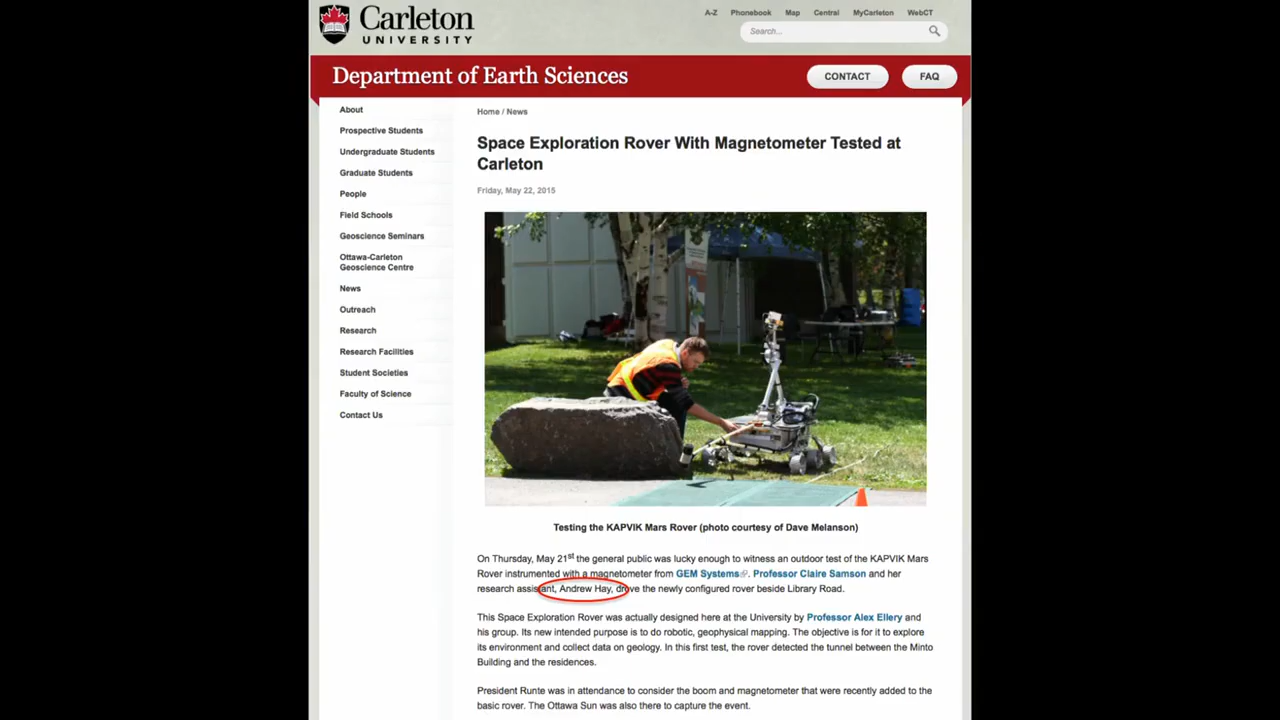 Carleton
UNIVERSITY
A-Z Phonebook Map Central MyCarleton WebCT
Search...
Department of Earth Sciences
CONTACT
FAQ
About
Prospective Students
Undergraduate Students
Graduate Students
People
Field Schools
Geoscience Seminars
Ottawa-Carleton
Geoscience Centre
News
Outreach
Research
Research Facilities
Student Societies
Faculty of Science
Contact Us
Home / News
Space Exploration Rover With Magnetometer Tested at
Carleton
Friday, May 22, 2015
Testing the KAPVIK Mars Rover (photo courtesy of Dave Melanson)
On Thursday, May 21st the general public was lucky enough to witness an outdoor test of the KAPVIK Mars
Rover instrumented with a magnetometer from GEM Systems. Professor Claire Samson and her
research assistant, Andrew Hay, drove the newly configured rover beside Library Road.
This Space Exploration Rover was actually designed here at the University by Professor Alex Ellery and
his group. Its new intended purpose is to do robotic, geophysical mapping. The objective is for it to explore
its environment and collect data on geology. In this first test, the rover detected the tunnel between the Minto
Building and the residences.
President Runte was in attendance to consider the boom and magnetometer that were recently added to the
basic rover. The Ottawa Sun was also there to capture the event.